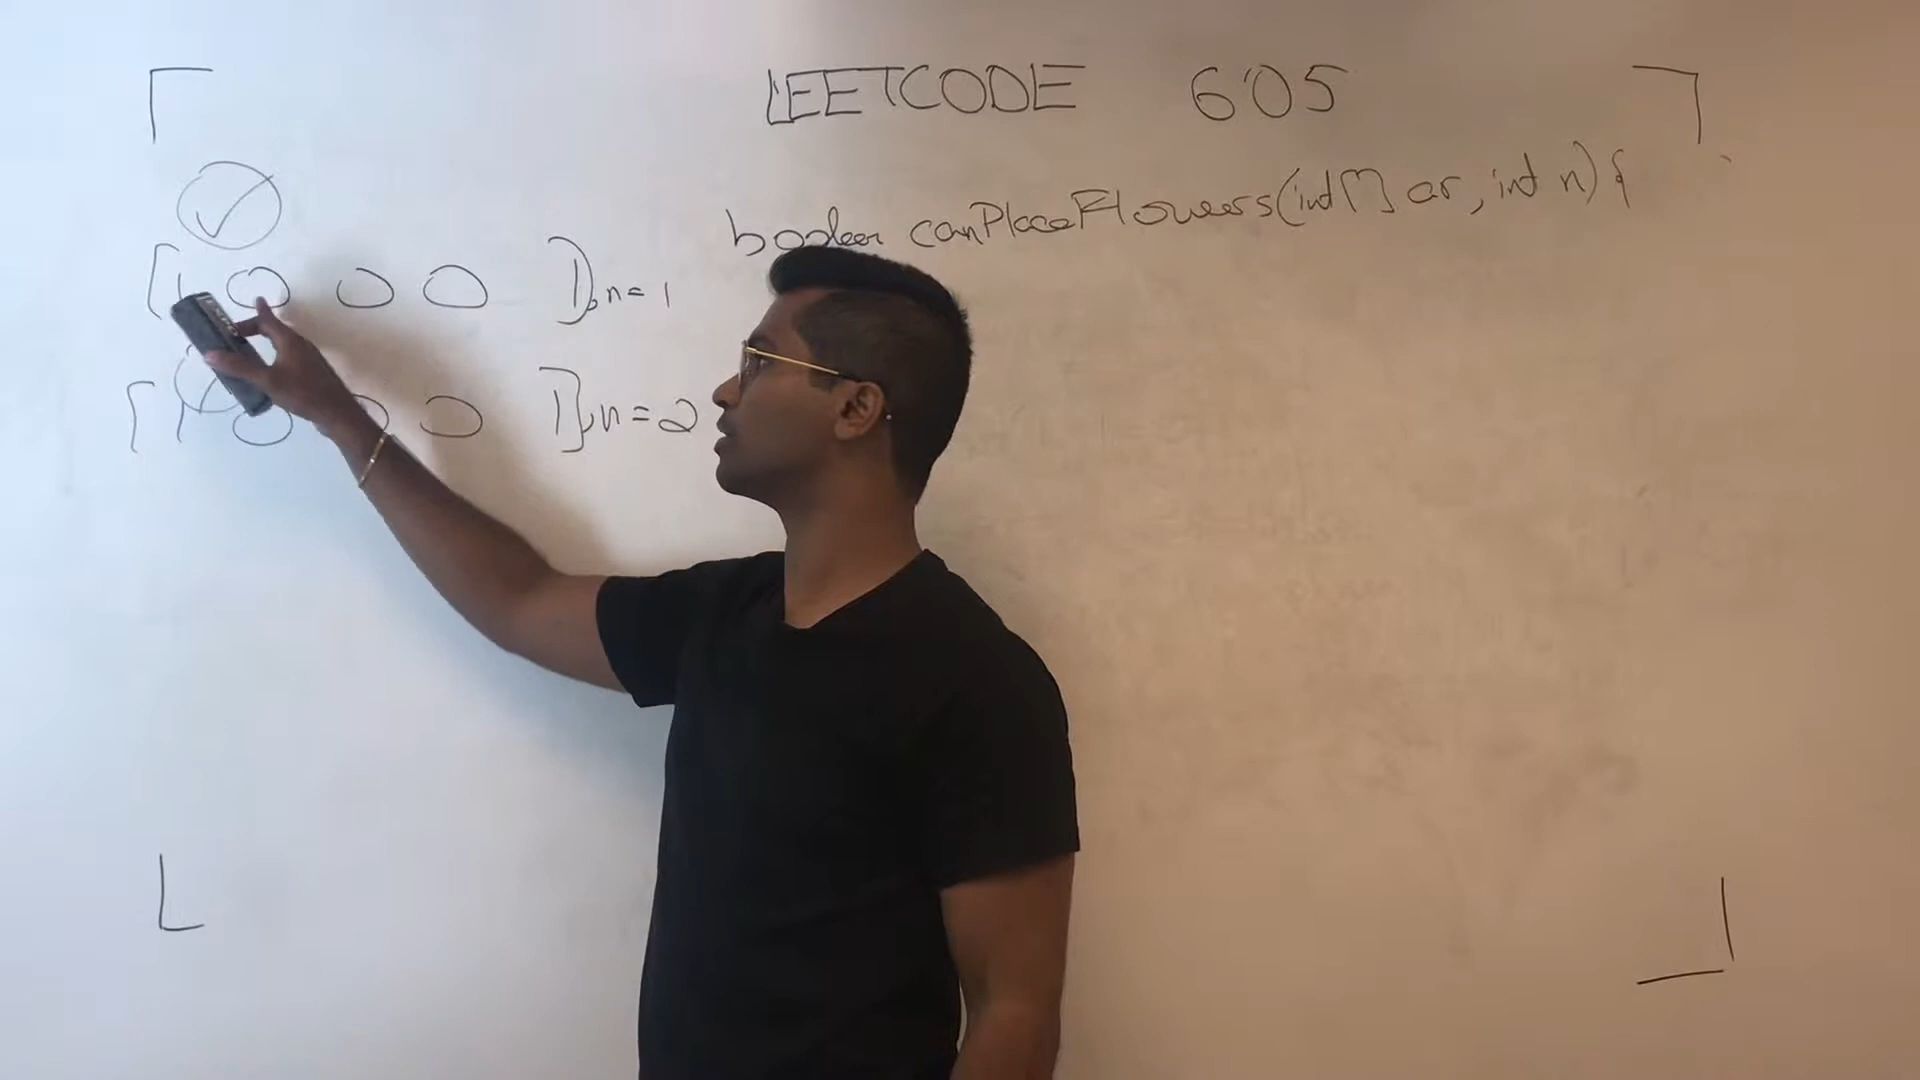 LEETCODE 605
boolean canPlaceFlowers(int[] ar, int n) {
[ 1 0 0 0 ], n = 1
[ 1 0 0 0 ], n = 2